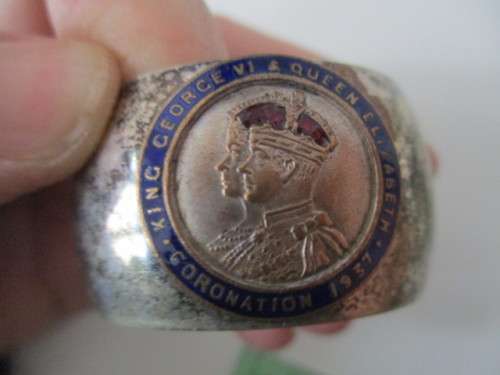 KING GEORGE VI & QUEEN ELIZABETH
CORONATION 1937